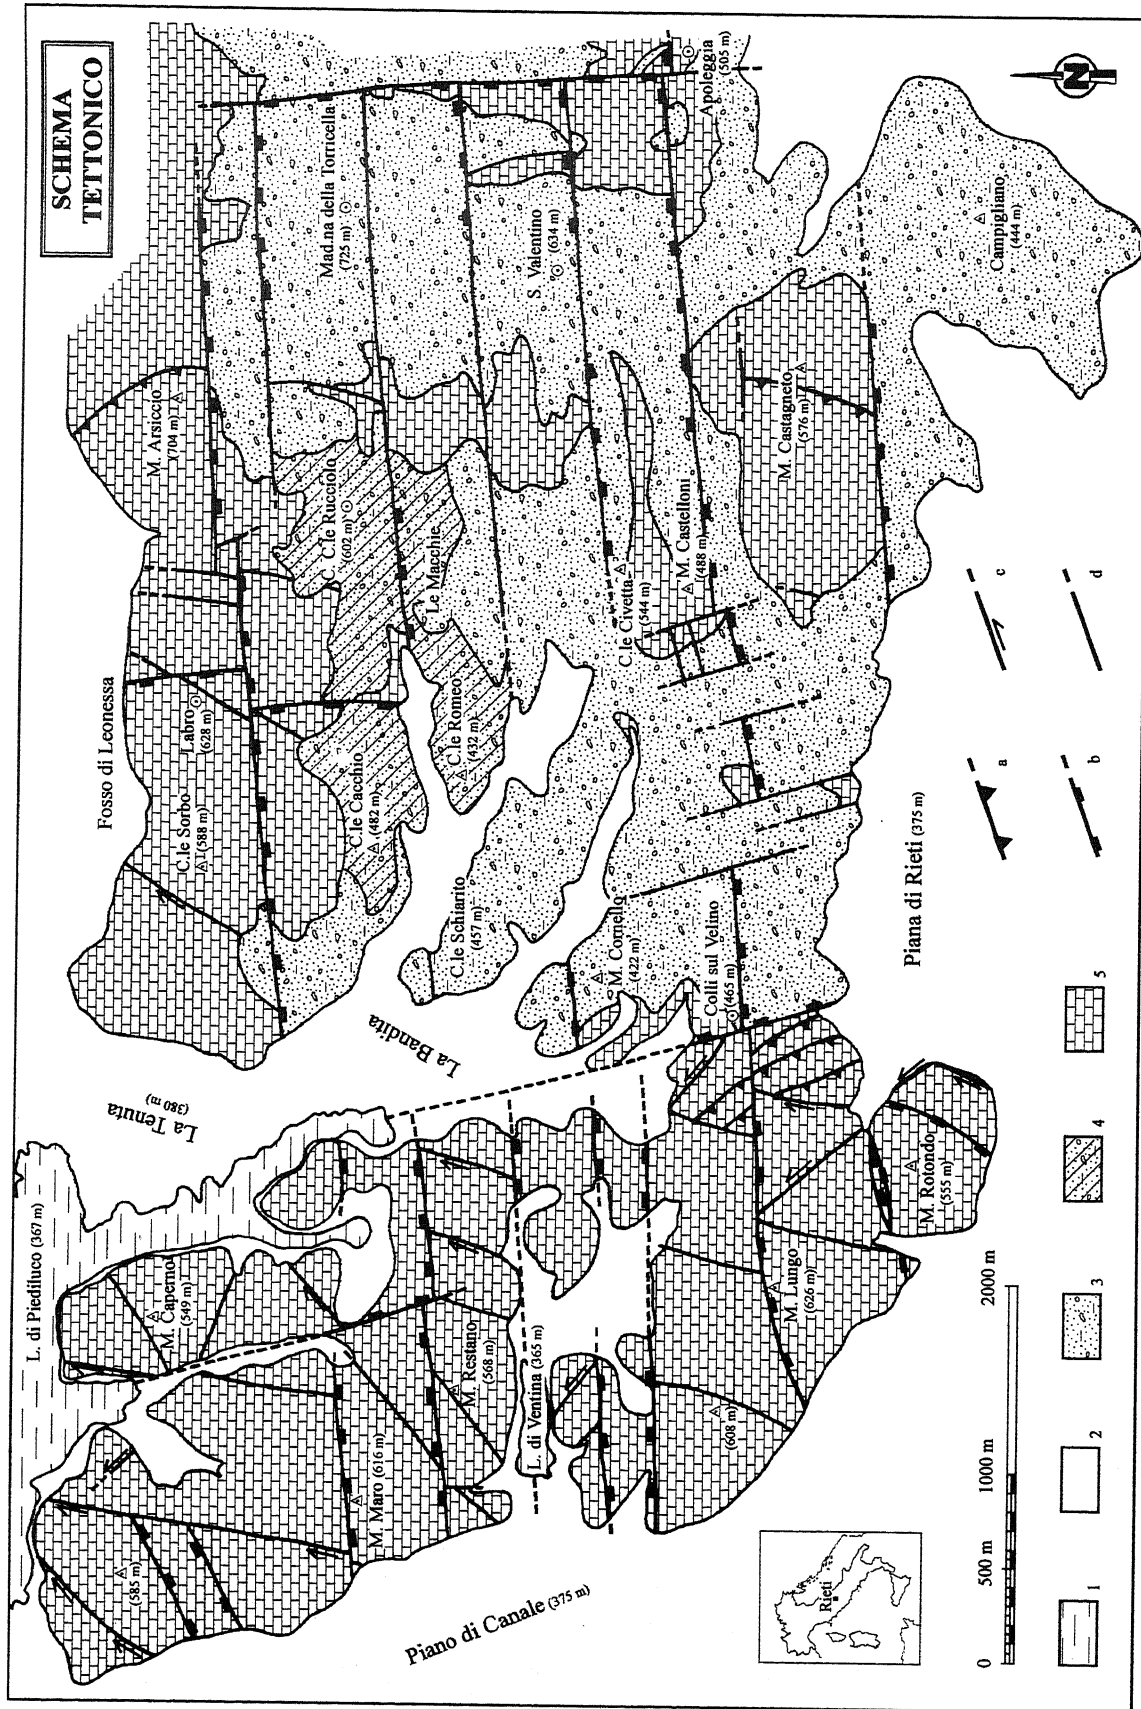 SCHEMA
TETTONICO
N
Fosso di Leonessa
M. Arsiccio
(704 m)
Labro
(628 m)
C.le Sorbo
(588 m)
C.le Rucciolo
(602 m)
C.le Cacchio
(482 m)
Le Macchie
C.le Romeo
(432 m)
Madna della Torricella
(725 m)
S. Valentino
(634 m)
Apoleggia
(505 m)
C.le Schiarito
(457 m)
C.le Civetta
(544 m)
M. Castelloni
(488 m)
M. Castagneto
(576 m)
Campigliano
(444 m)
M. Cornello
(422 m)
Colli sul Velino
(465 m)
La Bandita
La Tenuta
(380 m)
L. di Piediluco (367 m)
M. Caperno
(549 m)
(585 m)
M. Maro (616 m)
M. Restano
(568 m)
L. di Ventina (365 m)
(608 m)
M. Lungo
(626 m)
M. Rotondo
(555 m)
Piana di Rieti (375 m)
Piano di Canale (375 m)
Rieti
0
500 m
1000 m
2000 m
1
2
3
4
5
a
b
c
d